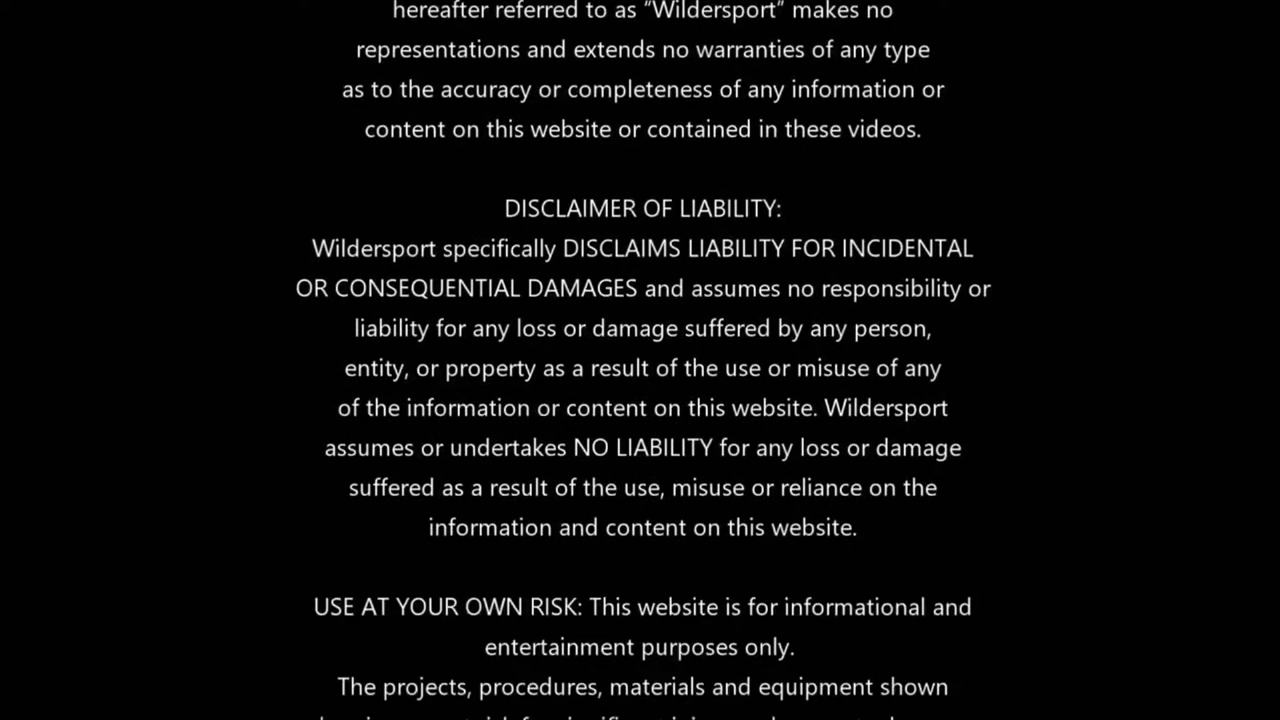 hereafter referred to as “Wildersport” makes no
representations and extends no warranties of any type
as to the accuracy or completeness of any information or
content on this website or contained in these videos.
DISCLAIMER OF LIABILITY:
Wildersport specifically DISCLAIMS LIABILITY FOR INCIDENTAL
OR CONSEQUENTIAL DAMAGES and assumes no responsibility or
liability for any loss or damage suffered by any person,
entity, or property as a result of the use or misuse of any
of the information or content on this website. Wildersport
assumes or undertakes NO LIABILITY for any loss or damage
suffered as a result of the use, misuse or reliance on the
information and content on this website.
USE AT YOUR OWN RISK: This website is for informational and
entertainment purposes only.
The projects, procedures, materials and equipment shown